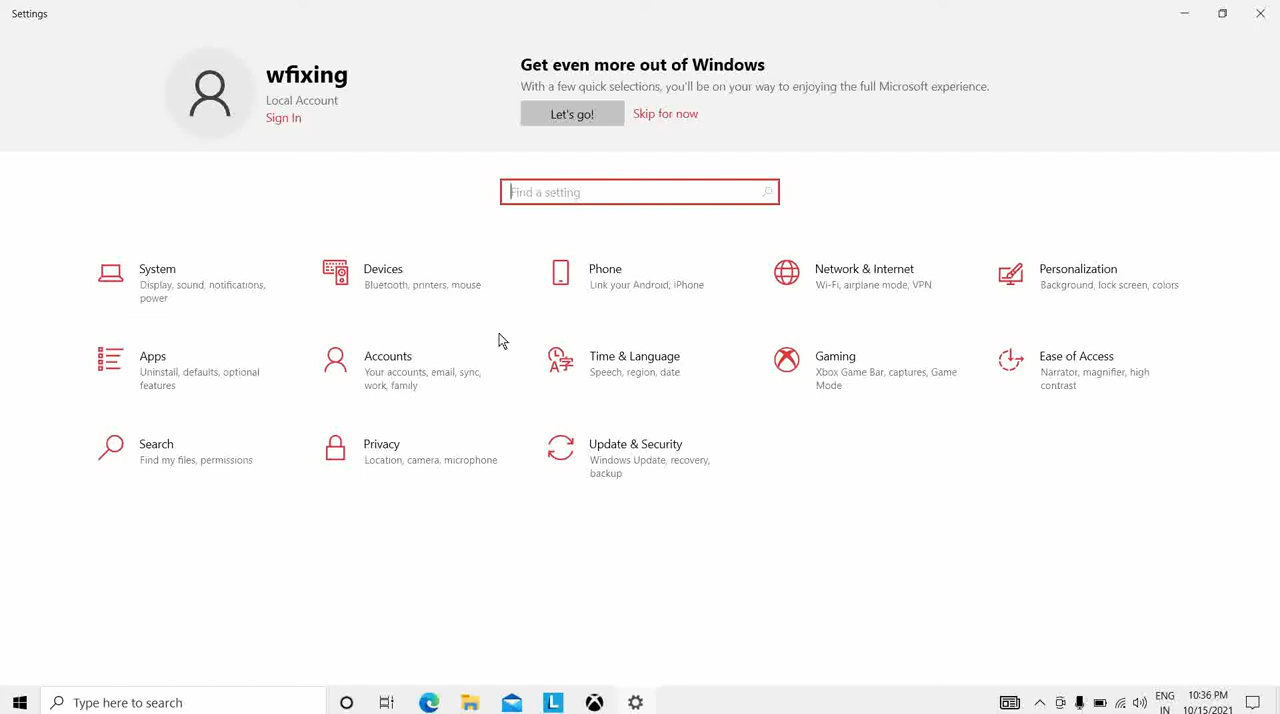 Settings
wfixing
Local Account
Sign In
Get even more out of Windows
With a few quick selections, you'll be on your way to enjoying the full Microsoft experience.
Let's go!
Skip for now
Find a setting
System
Display, sound, notifications,
power
Devices
Bluetooth, printers, mouse
Phone
Link your Android, iPhone
Network & Internet
Wi-Fi, airplane mode, VPN
Personalization
Background, lock screen, colors
Apps
Uninstall, defaults, optional
features
Accounts
Your accounts, email, sync,
work, family
Time & Language
Speech, region, date
Gaming
Xbox Game Bar, captures, Game
Mode
Ease of Access
Narrator, magnifier, high
contrast
Search
Find my files, permissions
Privacy
Location, camera, microphone
Update & Security
Windows Update, recovery,
backup
Type here to search
L
ENG
IN
10:36 PM
10/15/2021